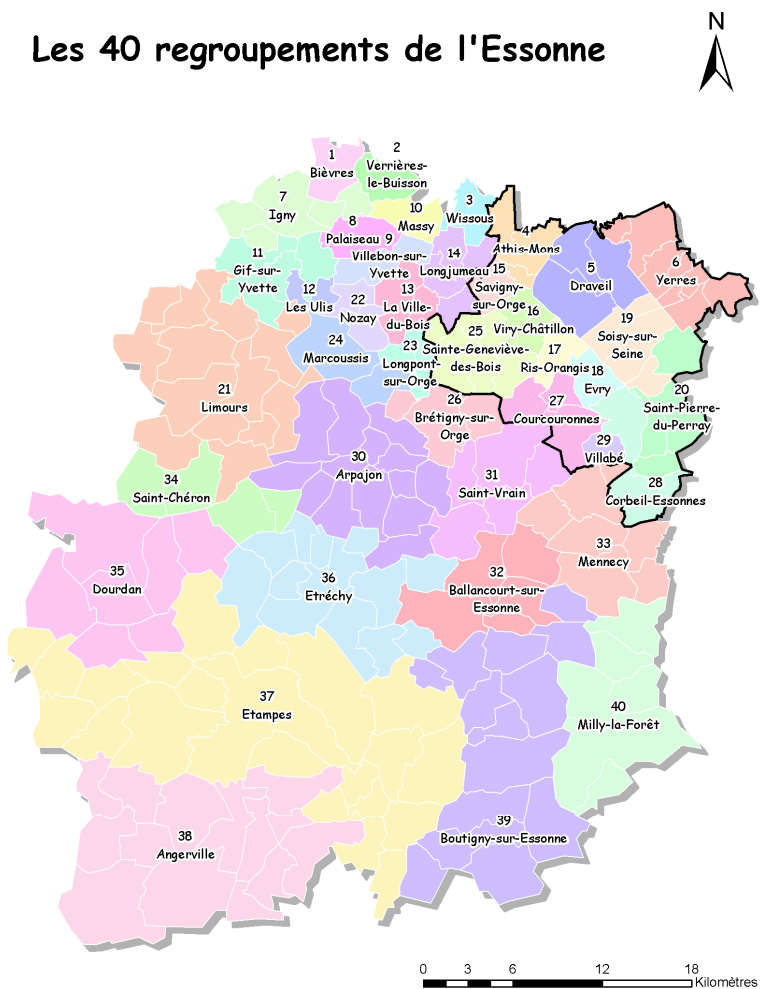 Les 40 regroupements de l'Essonne
N
1
Bièvres
2
Verrières-
le-Buisson
3
Wissous
4
Athis-Mons
5
Draveil
6
Yerres
7
Igny
8
Palaiseau
9
Villebon-sur-
Yvette
10
Massy
11
Gif-sur-
Yvette
12
Les Ulis
13
La Ville-
du-Bois
14
Longjumeau
15
Savigny-
sur-Orge
16
Viry-Châtillon
17
Ris-Orangis
18
Evry
19
Soisy-sur-
Seine
20
Saint-Pierre-
du-Perray
21
Limours
22
Nozay
23
Longpont-
sur-Orge
24
Marcoussis
25
Sainte-Geneviève-
des-Bois
26
Brétigny-sur-
Orge
27
Courcouronnes
28
Corbeil-Essonnes
29
Villabé
30
Arpajon
31
Saint-Vrain
32
Ballancourt-sur-
Essonne
33
Mennecy
34
Saint-Chéron
35
Dourdan
36
Etréchy
37
Etampes
38
Angerville
39
Boutigny-sur-Essonne
40
Milly-la-Forêt
0 3 6 12 18
Kilomètres